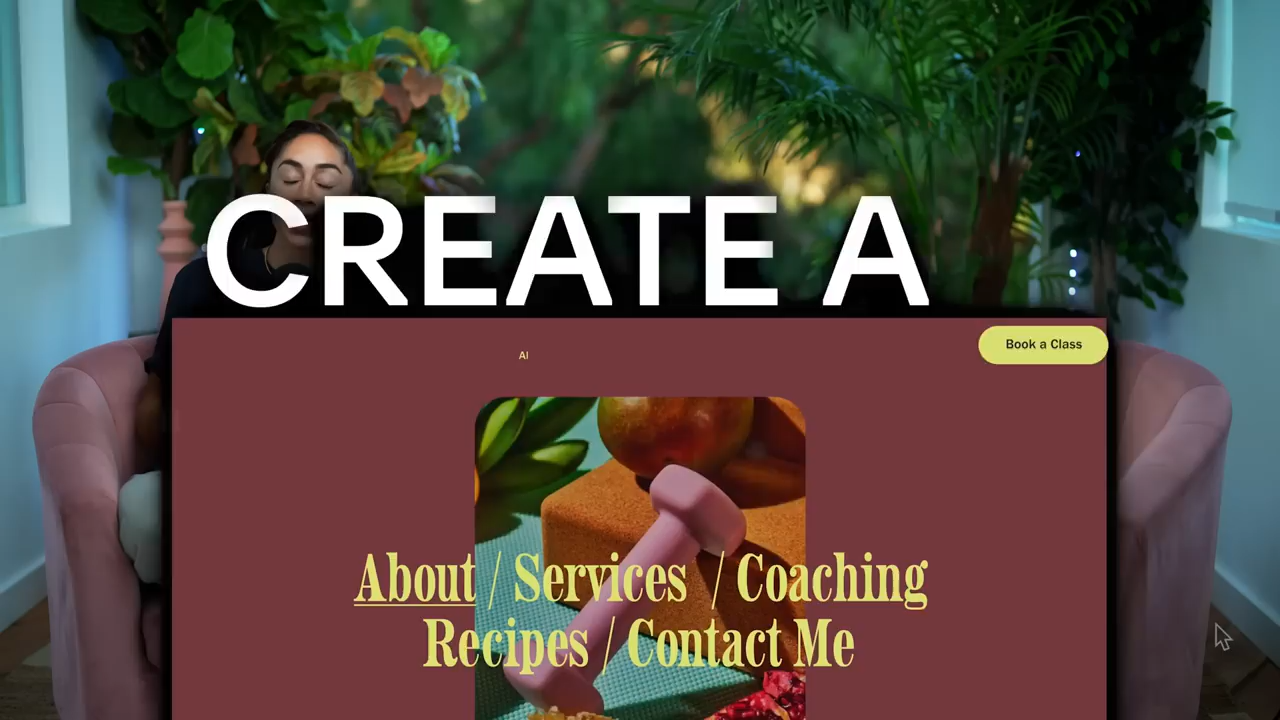 CREATE A
AI
Book a Class
About / Services / Coaching
Recipes / Contact Me